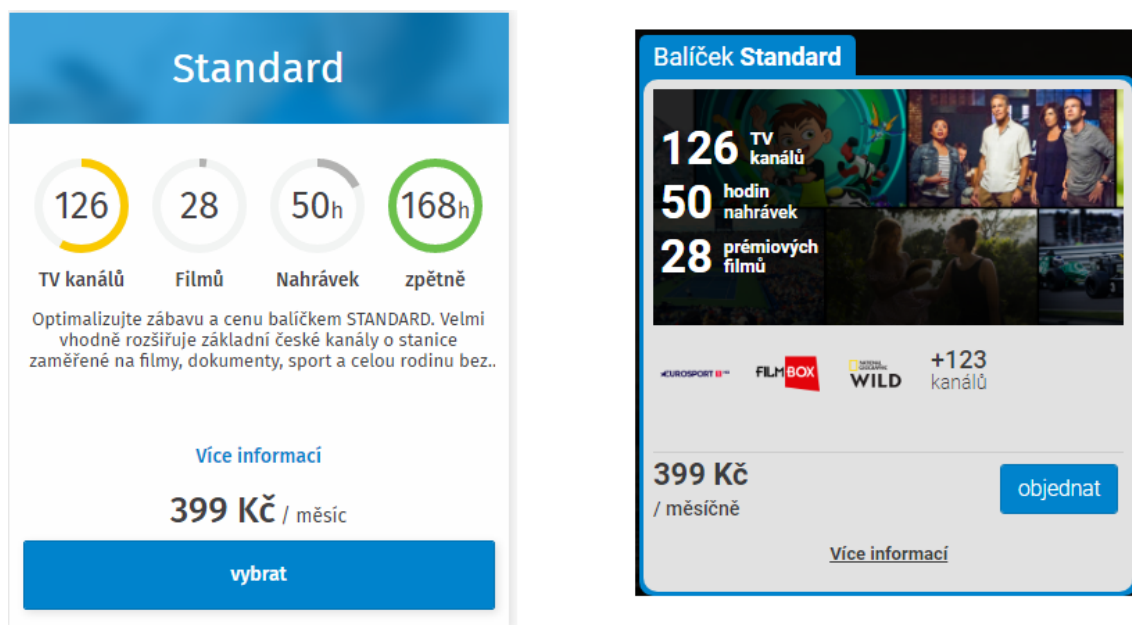 Standard
126
28
50h
168h
TV kanálů
Filmů
Nahrávek
zpětně
Optimalizujte zábavu a cenu balíčkem STANDARD. Velmi
vhodně rozšiřuje základní české kanály o stanice
zaměřené na filmy, dokumenty, sport a celou rodinu bez..
Více informací
399 Kč / měsíc
vybrat
Balíček Standard
126 TV kanálů
50 hodin nahrávek
28 prémiových filmů
EUROSPORT 1
FILMBOX
NATIONAL GEOGRAPHIC
WILD
+123
kanálů
399 Kč
/ měsíčně
objednat
Více informací